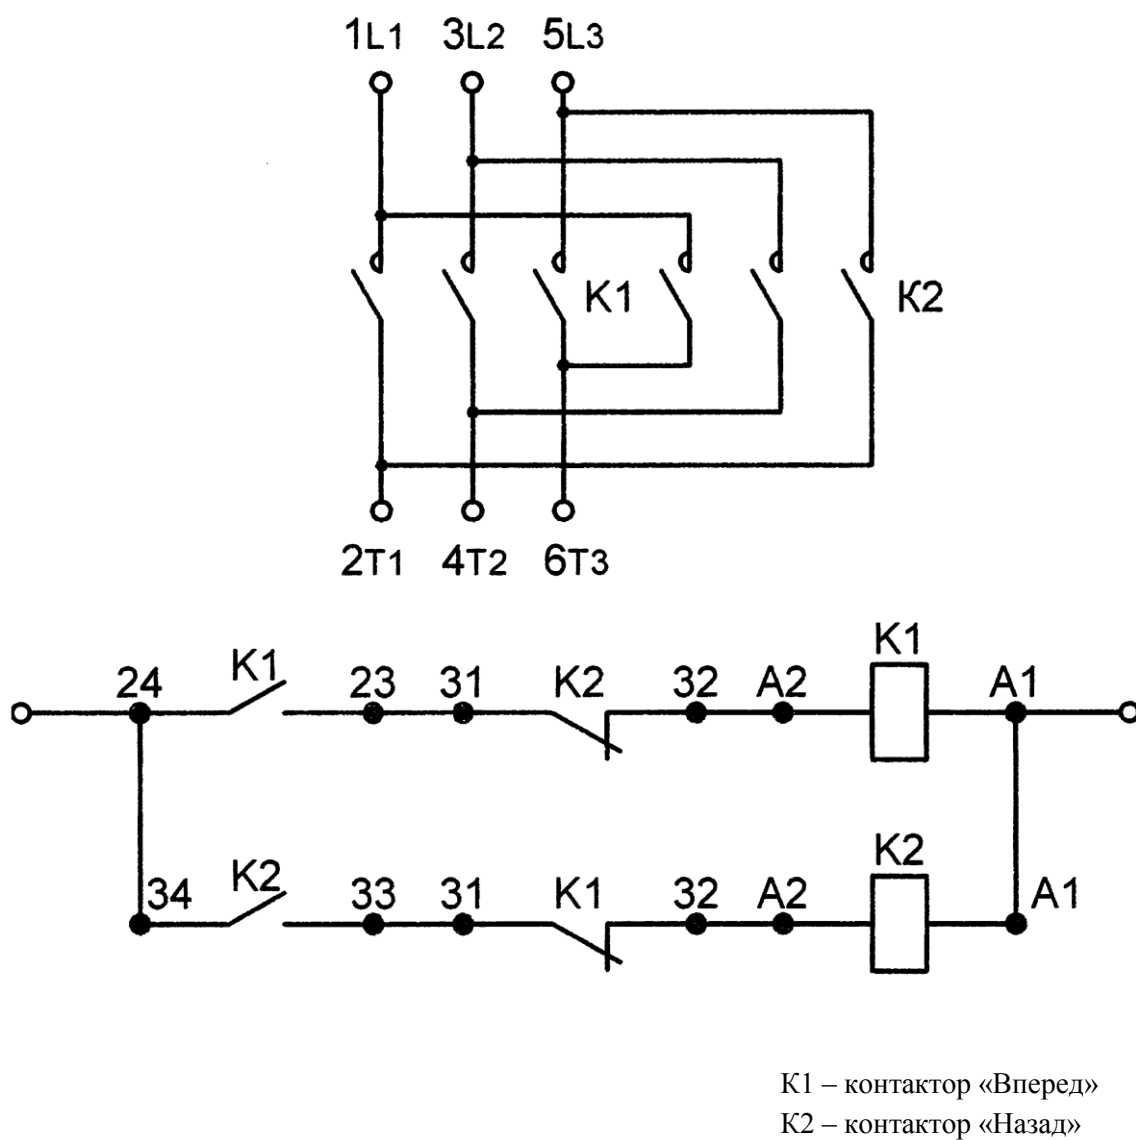 1L1 3L2 5L3
K1 K2
2T1 4T2 6T3
K1
24 K1 23 31 K2 32 A2 A1
K2
34 K2 33 31 K1 32 A2 A1
К1 – контактор «Вперед»
К2 – контактор «Назад»